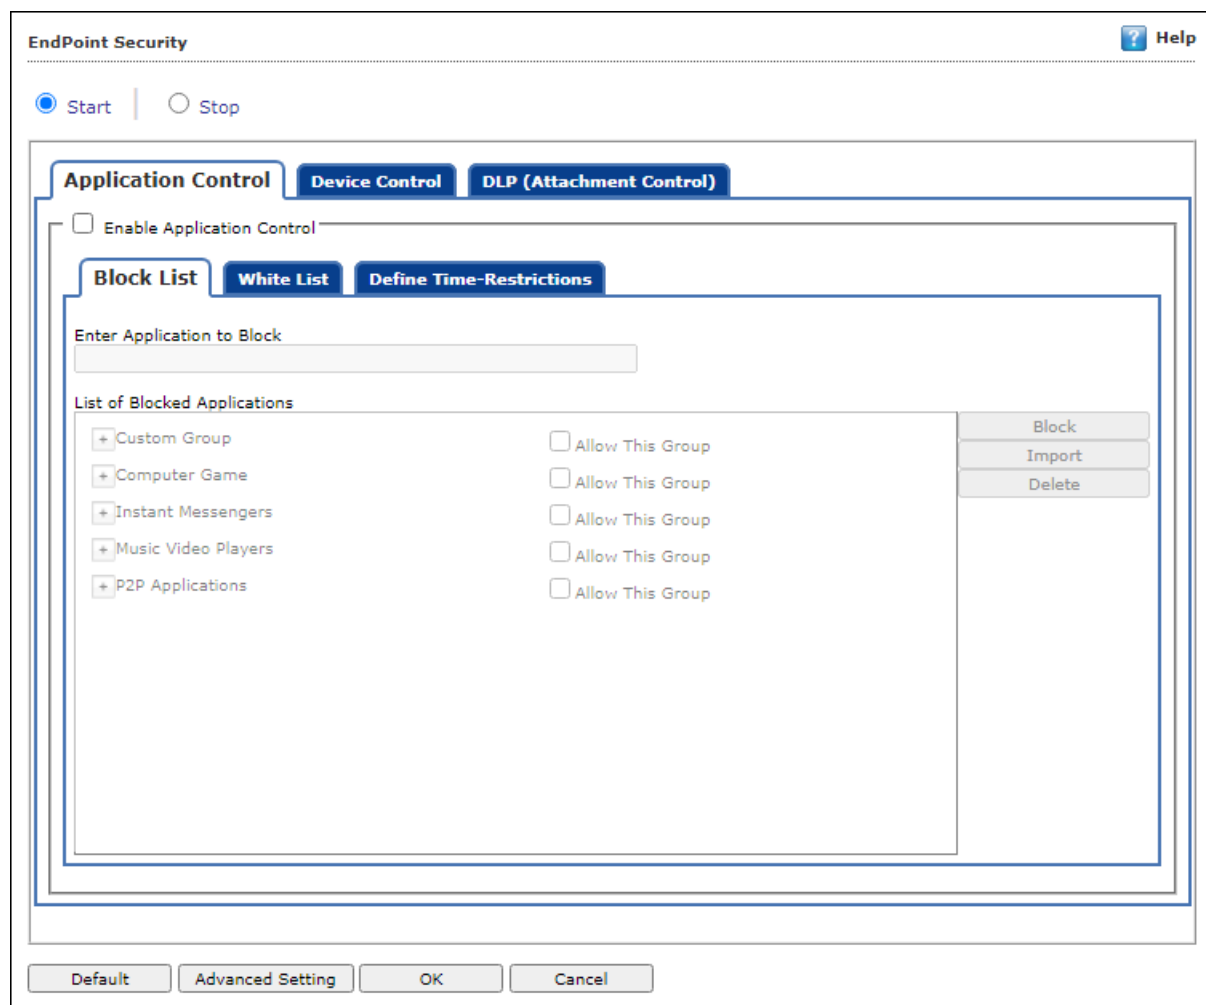 EndPoint Security
? Help
Start
Stop
Application Control
Device Control
DLP (Attachment Control)
Enable Application Control
Block List
White List
Define Time-Restrictions
Enter Application to Block
List of Blocked Applications
+ Custom Group
Allow This Group
+ Computer Game
Allow This Group
+ Instant Messengers
Allow This Group
+ Music Video Players
Allow This Group
+ P2P Applications
Allow This Group
Block
Import
Delete
Default
Advanced Setting
OK
Cancel